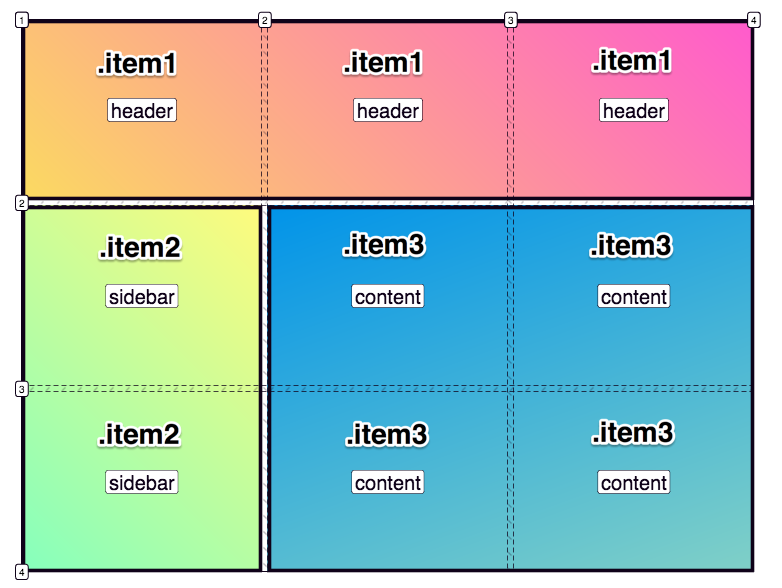 1 2 3 4
.item1 .item1 .item1
header header header
2
.item2 .item3 .item3
sidebar content content
3
.item2 .item3 .item3
sidebar content content
4